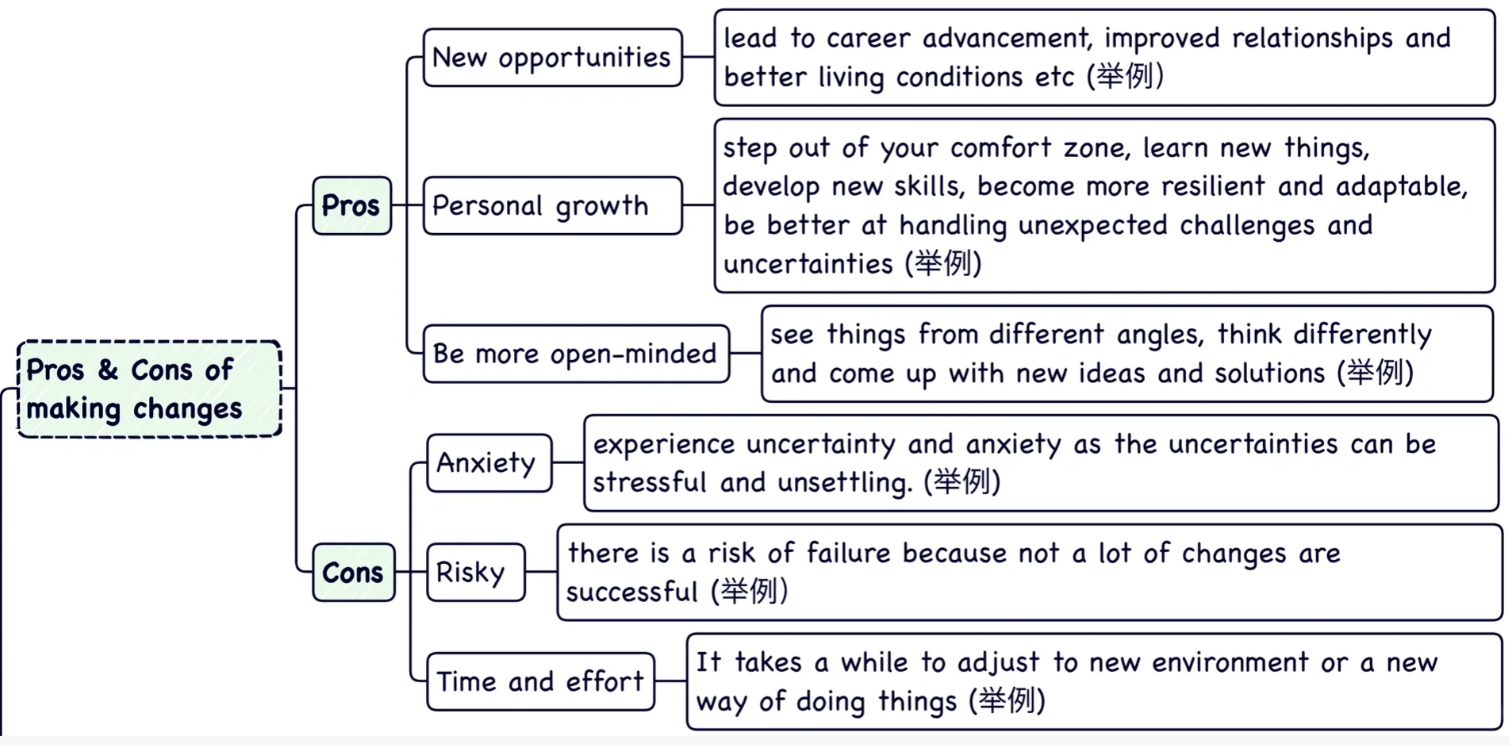 Pros & Cons of
making changes
Pros
New opportunities
lead to career advancement, improved relationships and
better living conditions etc (举例)
Personal growth
step out of your comfort zone, learn new things,
develop new skills, become more resilient and adaptable,
be better at handling unexpected challenges and
uncertainties (举例)
Be more open-minded
see things from different angles, think differently
and come up with new ideas and solutions (举例)
Cons
Anxiety
experience uncertainty and anxiety as the uncertainties can be
stressful and unsettling. (举例)
Risky
there is a risk of failure because not a lot of changes are
successful (举例)
Time and effort
It takes a while to adjust to new environment or a new
way of doing things (举例)